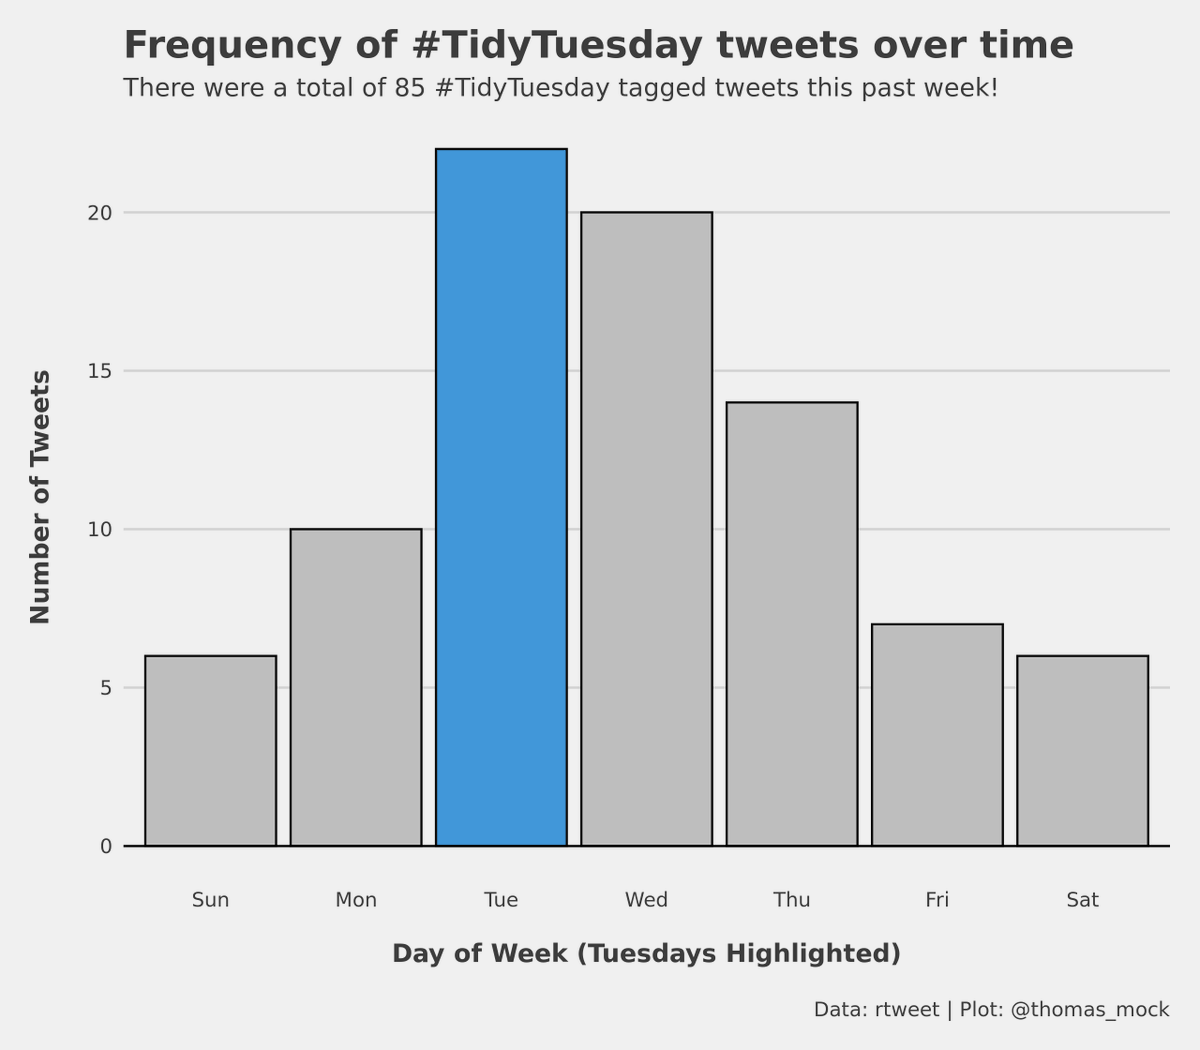 Frequency of #TidyTuesday tweets over time
There were a total of 85 #TidyTuesday tagged tweets this past week!
Number of Tweets
20
15
10
5
0
Sun Mon Tue Wed Thu Fri Sat
Day of Week (Tuesdays Highlighted)
Data: rtweet | Plot: @thomas_mock